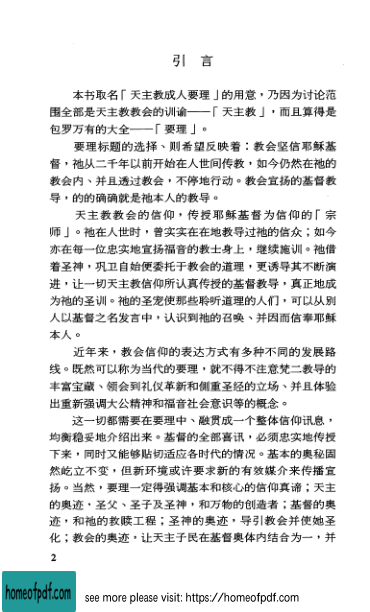 引 言
本书取名「天主教成人要理」的用意，乃因为讨论范
围全部是天主教教会的训谕——「天主教」，而且算得是
包罗万有的大全——「要理」。
要理标题的选择、则希望反映着：教会坚信耶稣基
督，祂从二千年以前开始在人世间传教，如今仍然在祂的
教会内、并且透过教会，不停地行动。教会宣扬的基督教
导，的的确确就是祂本人的教导。
天主教教会的信仰，传授耶稣基督为信仰的「宗
师」。祂在人世时，曾实实在在地教导过祂的信众；如今
亦在每一位忠实地宣扬福音的教士身上，继续施训。祂借
着圣神，巩卫自始便委托于教会的道理，更诱导其不断演
进，让一切天主教信仰所认真传授的基督教导，真正地成
为祂的圣训。祂的圣宠使那些聆听道理的人们，可以从别
人以基督之名发言中，认识到祂的召唤、并因而信奉耶稣
本人。
近年来，教会信仰的表达方式有多种不同的发展路
线。既然可以称为当代的要理，就不得不注意梵二教导的
丰富宝藏、领会到礼仪革新和侧重圣经的立场、并且体验
出重新强调大公精神和福音社会意识等的概念。
这一切都需要在要理中、融贯成一个整体信仰讯息，
均衡稳妥地介绍出来。基督的全部喜讯，必须忠实地传授
下来，同时又能够贴切适应各时代的情况。基本的奥秘固
然屹立不变，但新环境或许要求新的有效媒介来传播宣
扬。当然，要理一定得强调基本和核心的信仰真谛；天主
的奥迹，圣父、圣子及圣神，和万物的创造者；基督的奥
迹，和祂的救赎工程；圣神的奥迹，导引教会并使她圣
化；教会的奥迹，让天主子民在基督奥体内结合为一，并
2
homeofpdf.com
see more please visit: https://homeofpdf.com